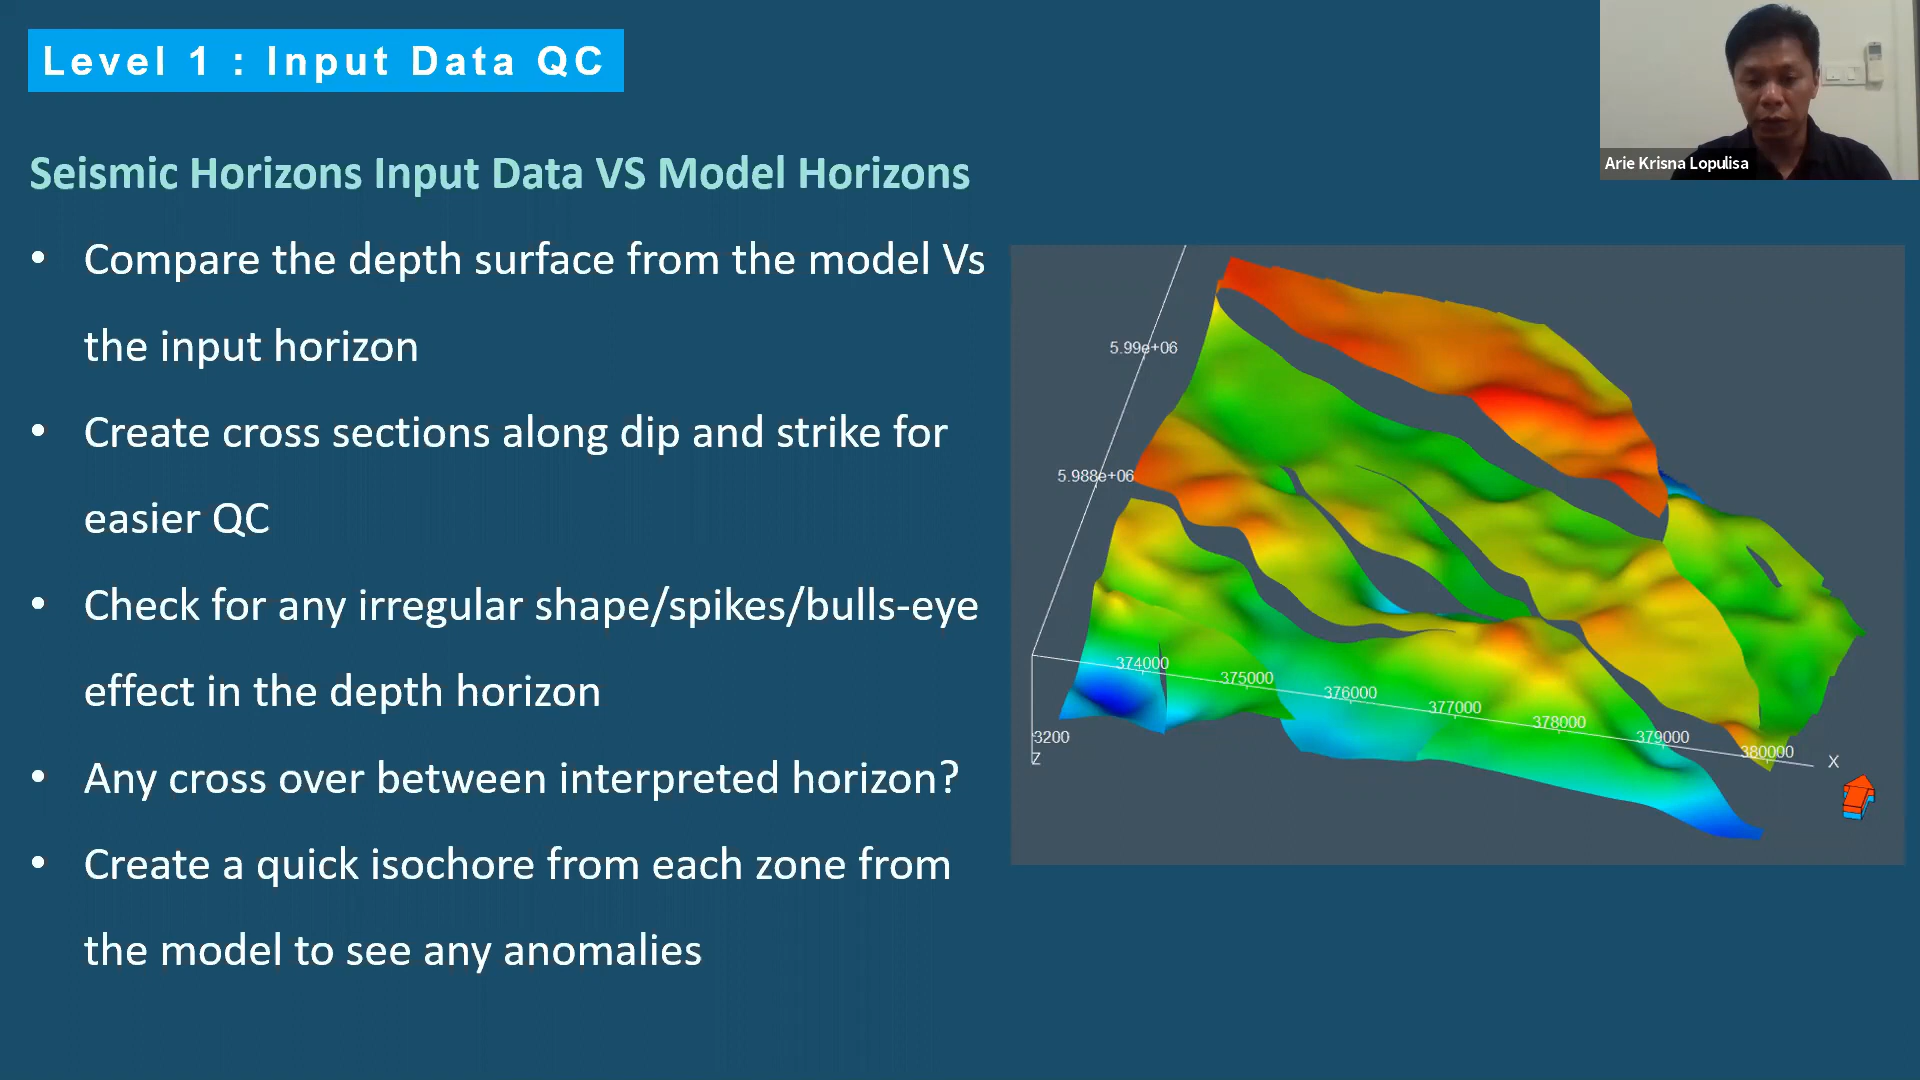 Level 1 : Input Data QC
Arie Krisna Lopulisa
Seismic Horizons Input Data VS Model Horizons
• Compare the depth surface from the model Vs
the input horizon
• Create cross sections along dip and strike for
easier QC
• Check for any irregular shape/spikes/bulls-eye
effect in the depth horizon
• Any cross over between interpreted horizon?
• Create a quick isochore from each zone from
the model to see any anomalies
5.99e+06
5.988e+06
374000
375000
376000
377000
378000
379000
380000
X
3200
Z